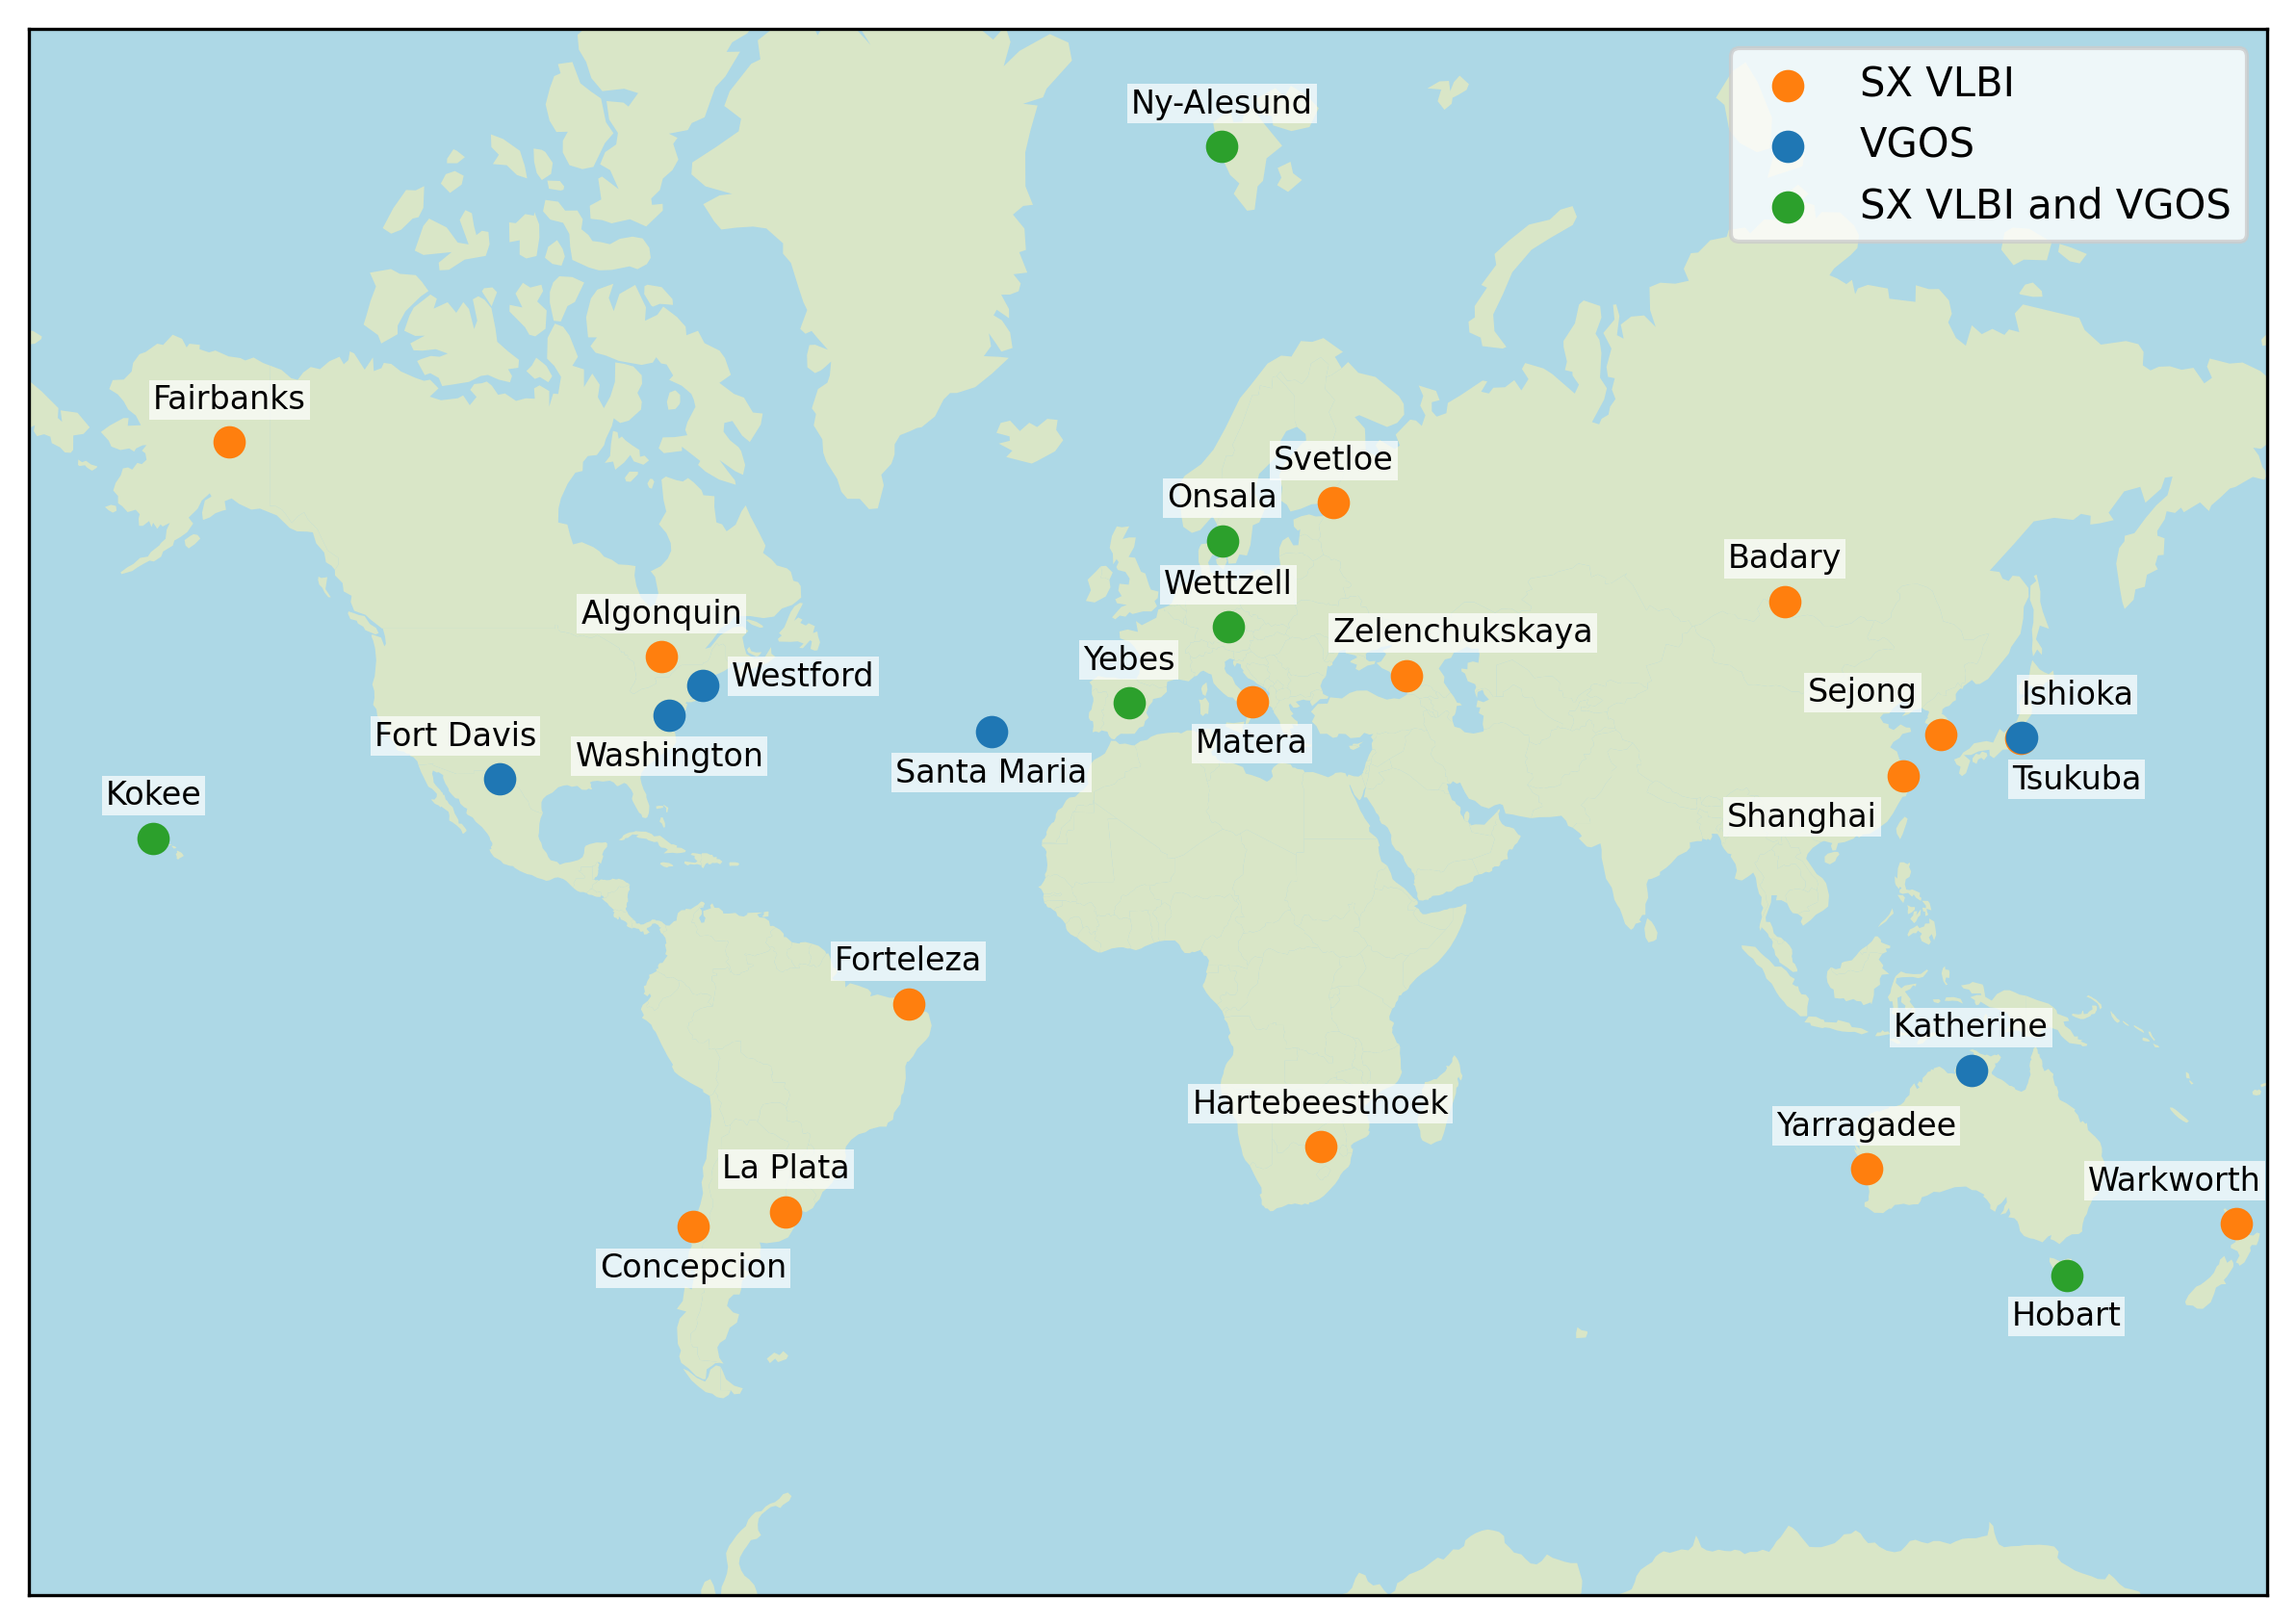 Ny-Alesund
SX VLBI
VGOS
SX VLBI and VGOS
Fairbanks
Svetloe
Onsala
Badary
Wettzell
Algonquin
Zelenchukskaya
Yebes
Westford
Sejong
Ishioka
Fort Davis
Matera
Washington
Santa Maria
Tsukuba
Kokee
Shanghai
Forteleza
Katherine
Hartebeesthoek
Yarragadee
La Plata
Warkworth
Concepcion
Hobart